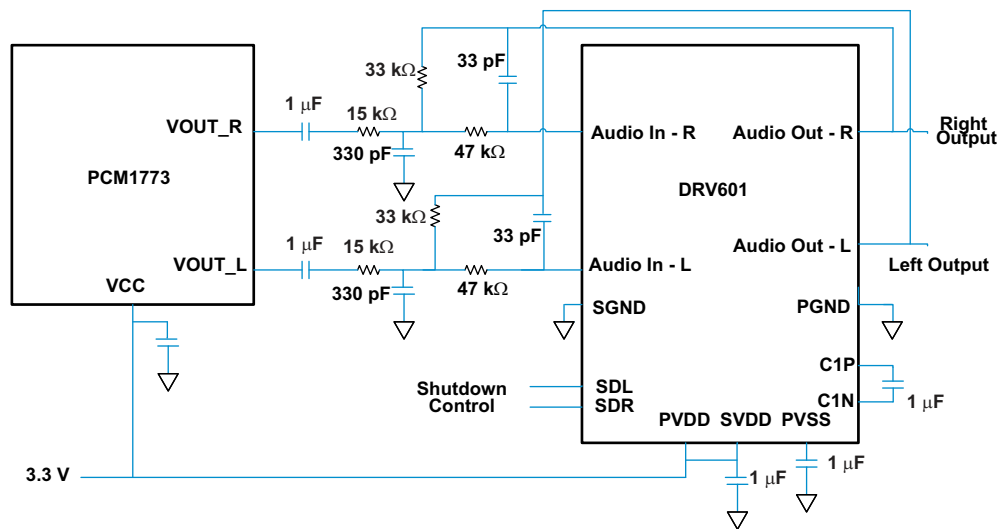 33 kΩ
33 pF
1 μF
15 kΩ
VOUT_R
47 kΩ
330 pF
Audio In - R
Audio Out - R
Right
Output
PCM1773
DRV601
33 kΩ
33 pF
1 μF
15 kΩ
VOUT_L
47 kΩ
330 pF
Audio In - L
Audio Out - L
Left Output
VCC
SGND
PGND
C1P
C1N
1 μF
Shutdown
Control
SDL
SDR
PVDD SVDD PVSS
3.3 V
1 μF
1 μF